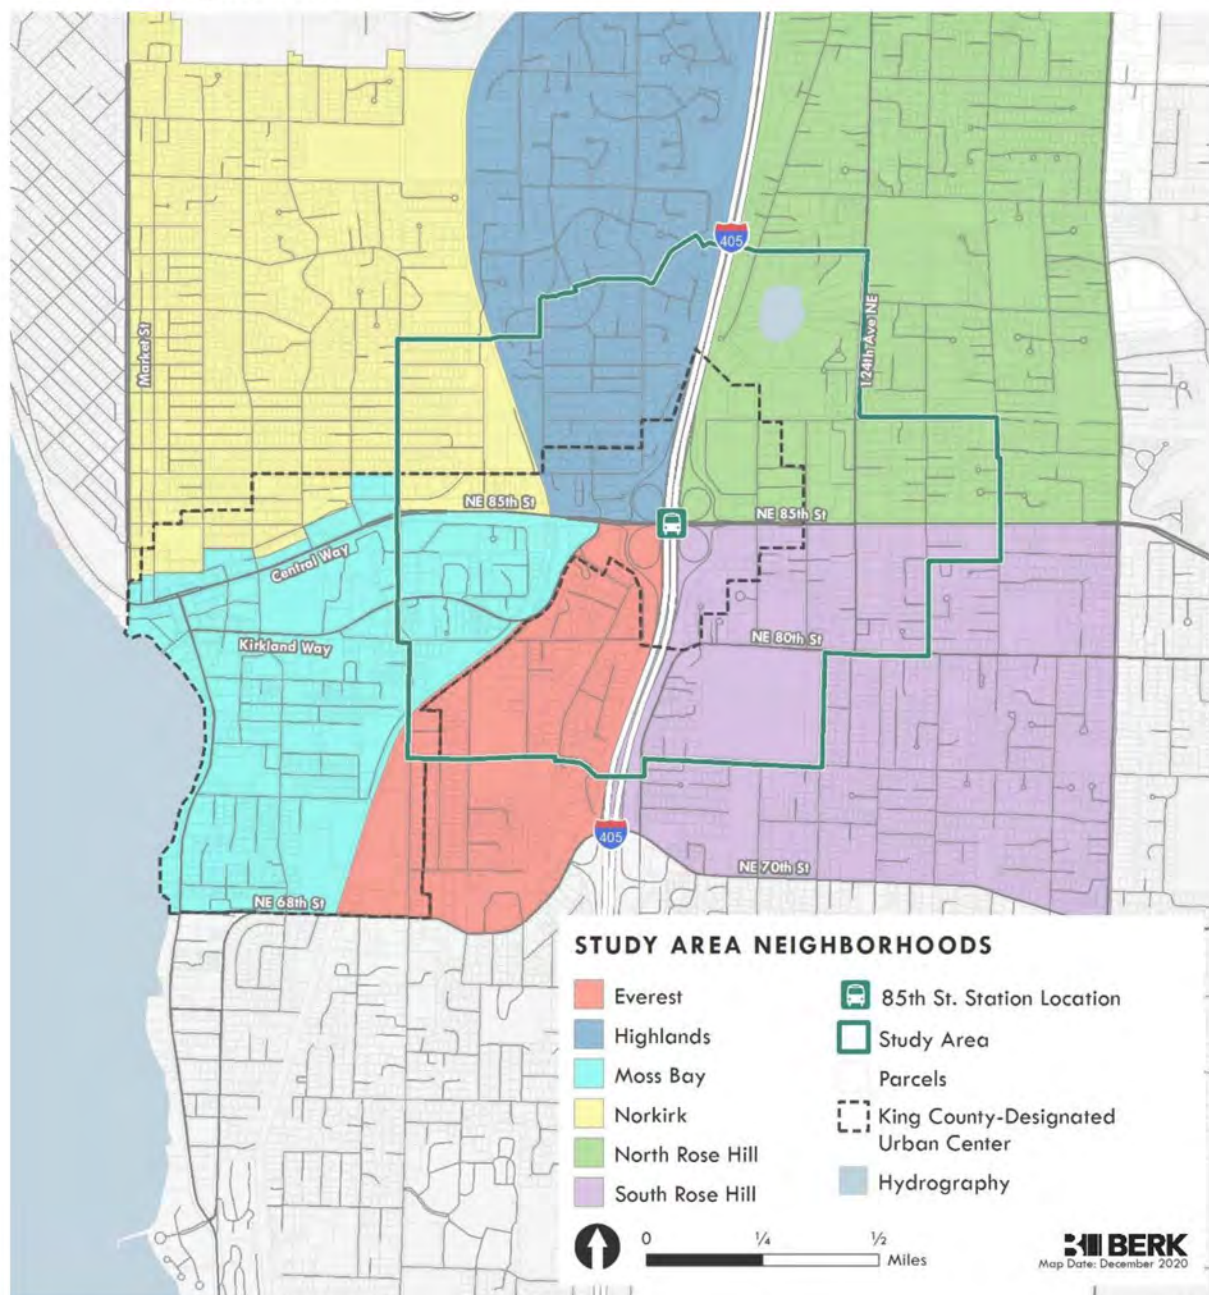 405
Market St
124th Ave NE
NE 85th St
NE 85th St
Central Way
Kirkland Way
NE 80th St
405
NE 70th St
NE 68th St
STUDY AREA NEIGHBORHOODS
Everest
Highlands
Moss Bay
Norkirk
North Rose Hill
South Rose Hill
85th St. Station Location
Study Area
Parcels
King County-Designated
Urban Center
Hydrography
0 1/4 1/2
Miles
BERK
Map Date: December 2020